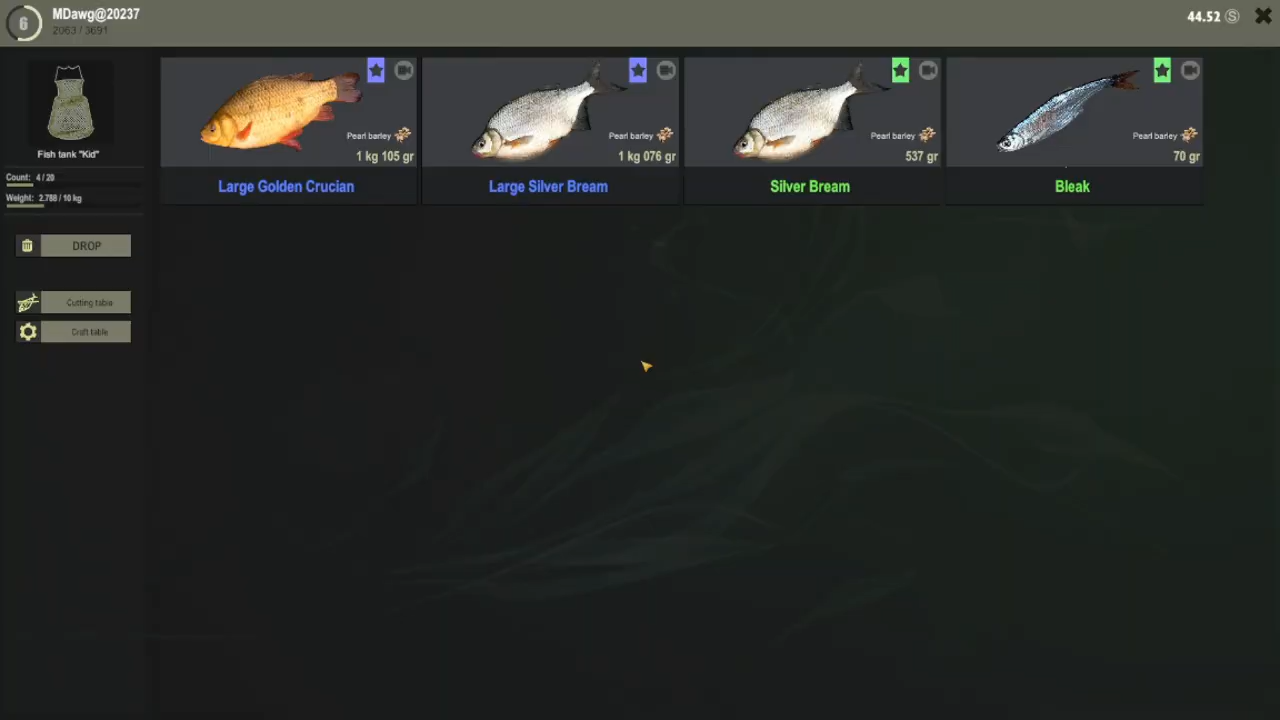 6
MDawg@20237
2063 / 3691
44.52 S
Fish tank "Kid"
Count: 4 / 20
Weight: 2.788 / 10 kg
DROP
Cutting table
Craft table
Pearl barley
1 kg 105 gr
Large Golden Crucian
Pearl barley
1 kg 076 gr
Large Silver Bream
Pearl barley
537 gr
Silver Bream
Pearl barley
70 gr
Bleak